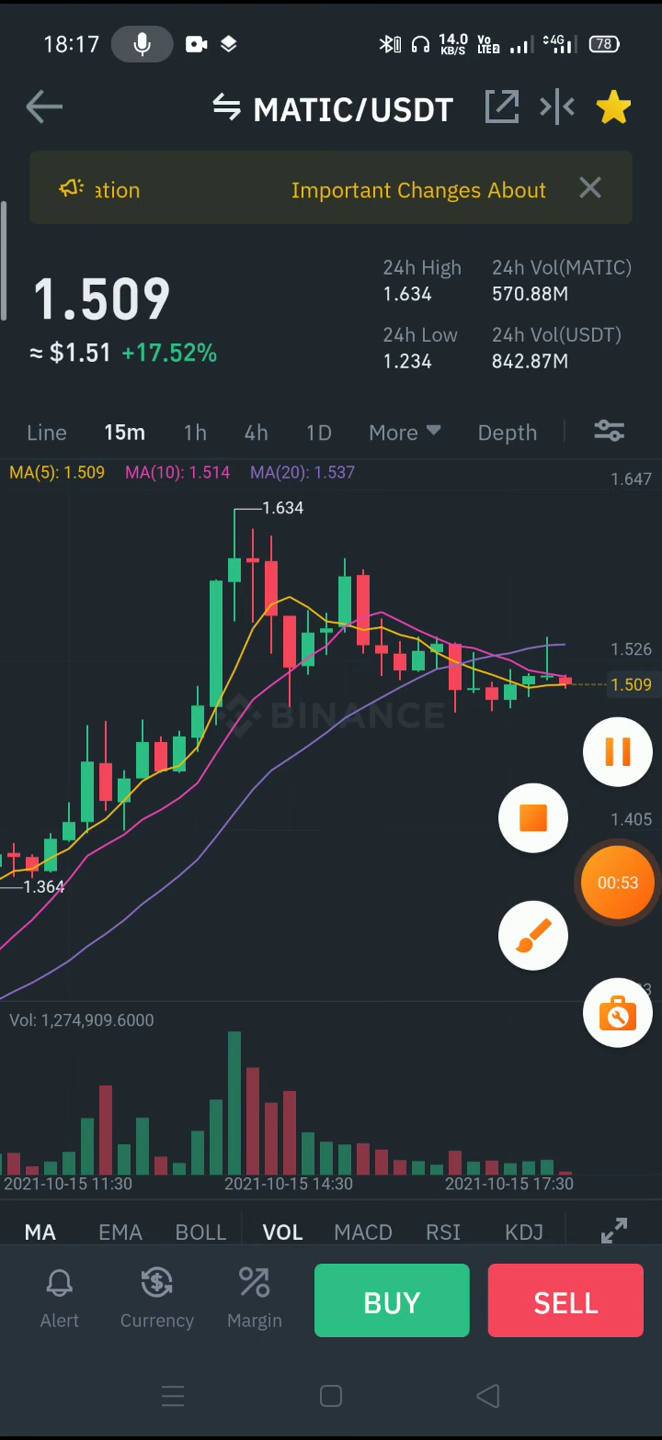 18:17 14.0 KB/S Vo LTE2 4G 78
MATIC/USDT
ation Important Changes About
1.509
≈ $1.51 +17.52%
24h High 24h Vol(MATIC)
1.634 570.88M
24h Low 24h Vol(USDT)
1.234 842.87M
Line 15m 1h 4h 1D More Depth
MA(5): 1.509 MA(10): 1.514 MA(20): 1.537
1.647
1.634
1.526
1.509
BINANCE
1.405
00:53
1.364
Vol: 1,274,909.6000
2021-10-15 11:30 2021-10-15 14:30 2021-10-15 17:30
MA EMA BOLL VOL MACD RSI KDJ
Alert Currency Margin BUY SELL